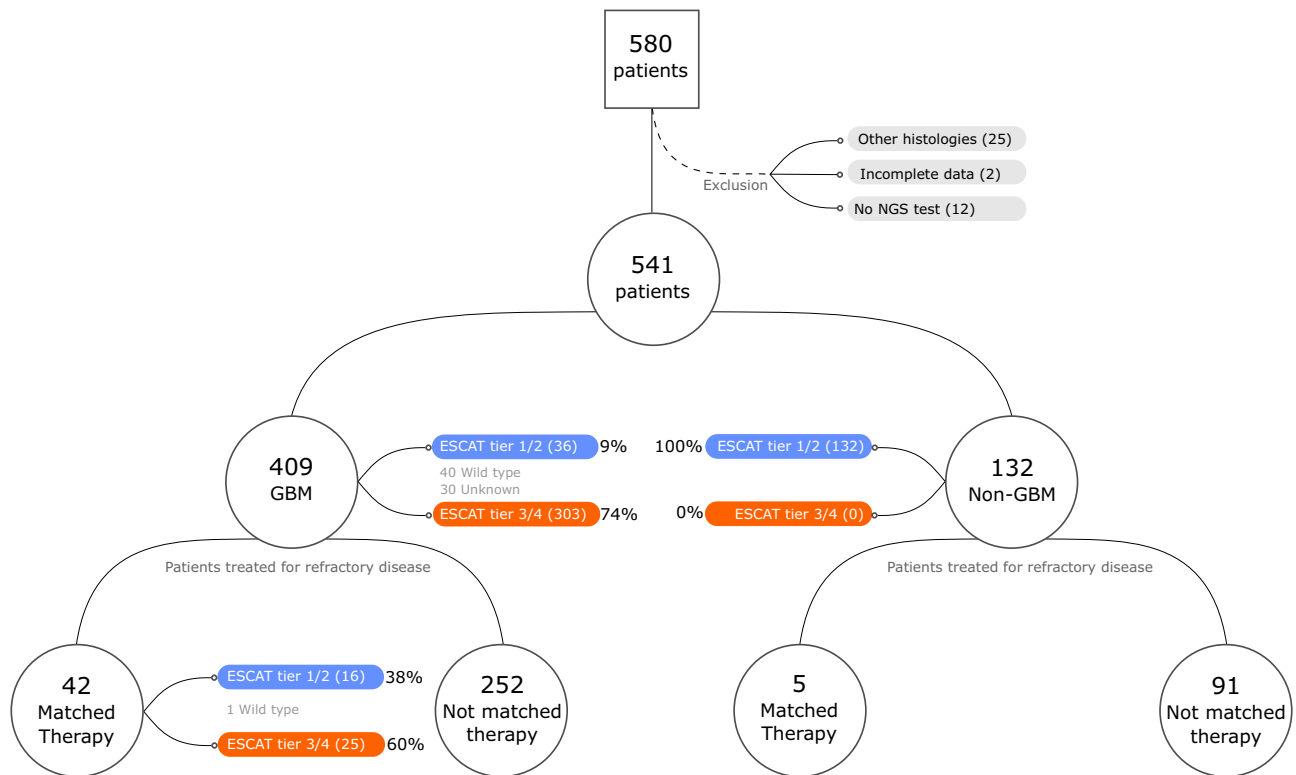 580
patients
Other histologies (25)
Incomplete data (2)
Exclusion
No NGS test (12)
541
patients
409
GBM
ESCAT tier 1/2 (36) 9%
40 Wild type
30 Unknown
ESCAT tier 3/4 (303) 74%
100% ESCAT tier 1/2 (132)
0% ESCAT tier 3/4 (0)
132
Non-GBM
Patients treated for refractory disease
Patients treated for refractory disease
42
Matched
Therapy
ESCAT tier 1/2 (16) 38%
1 Wild type
ESCAT tier 3/4 (25) 60%
252
Not matched
therapy
5
Matched
Therapy
91
Not matched
therapy